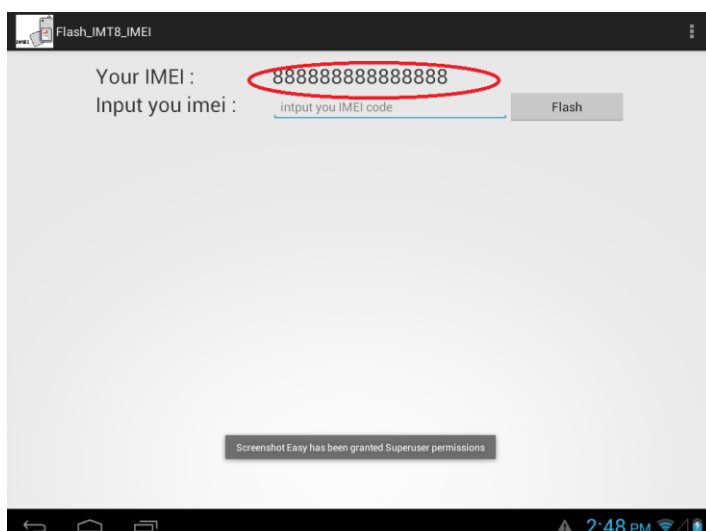 Flash_IMT8_IMEI
Your IMEI : 888888888888888
Input you imei : intput you IMEI code Flash
Screenshot Easy has been granted Superuser permissions
2:48 PM